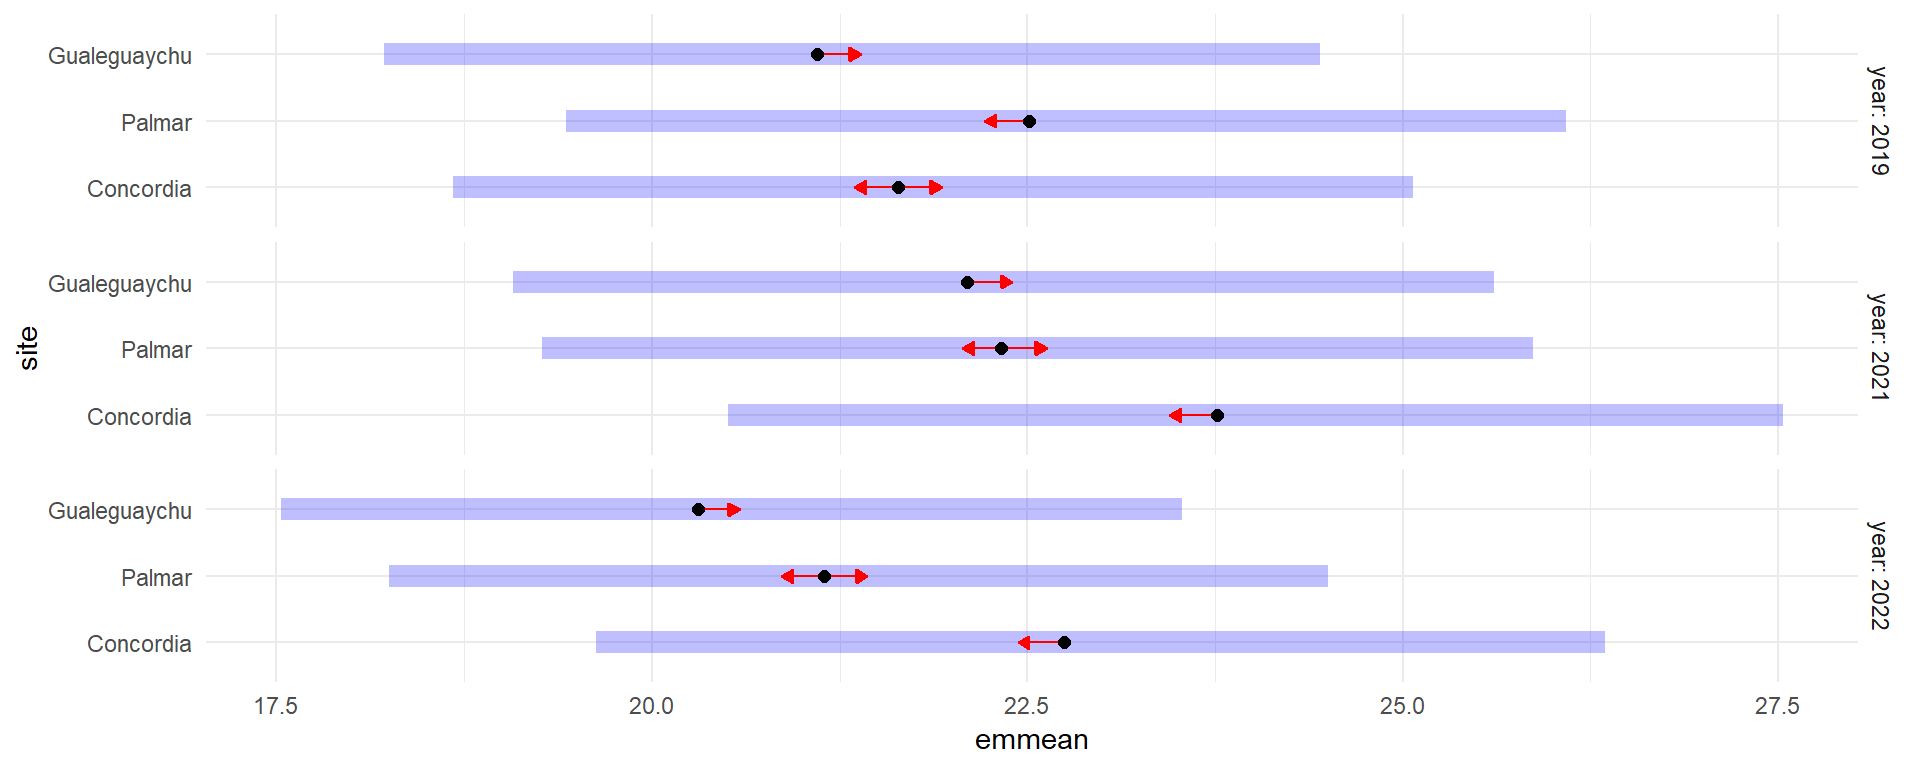 Gualeguaychu
Palmar
Concordia
year: 2019
Gualeguaychu
Palmar
Concordia
year: 2021
Gualeguaychu
Palmar
Concordia
year: 2022
site
17.5 20.0 22.5 25.0 27.5
emmean